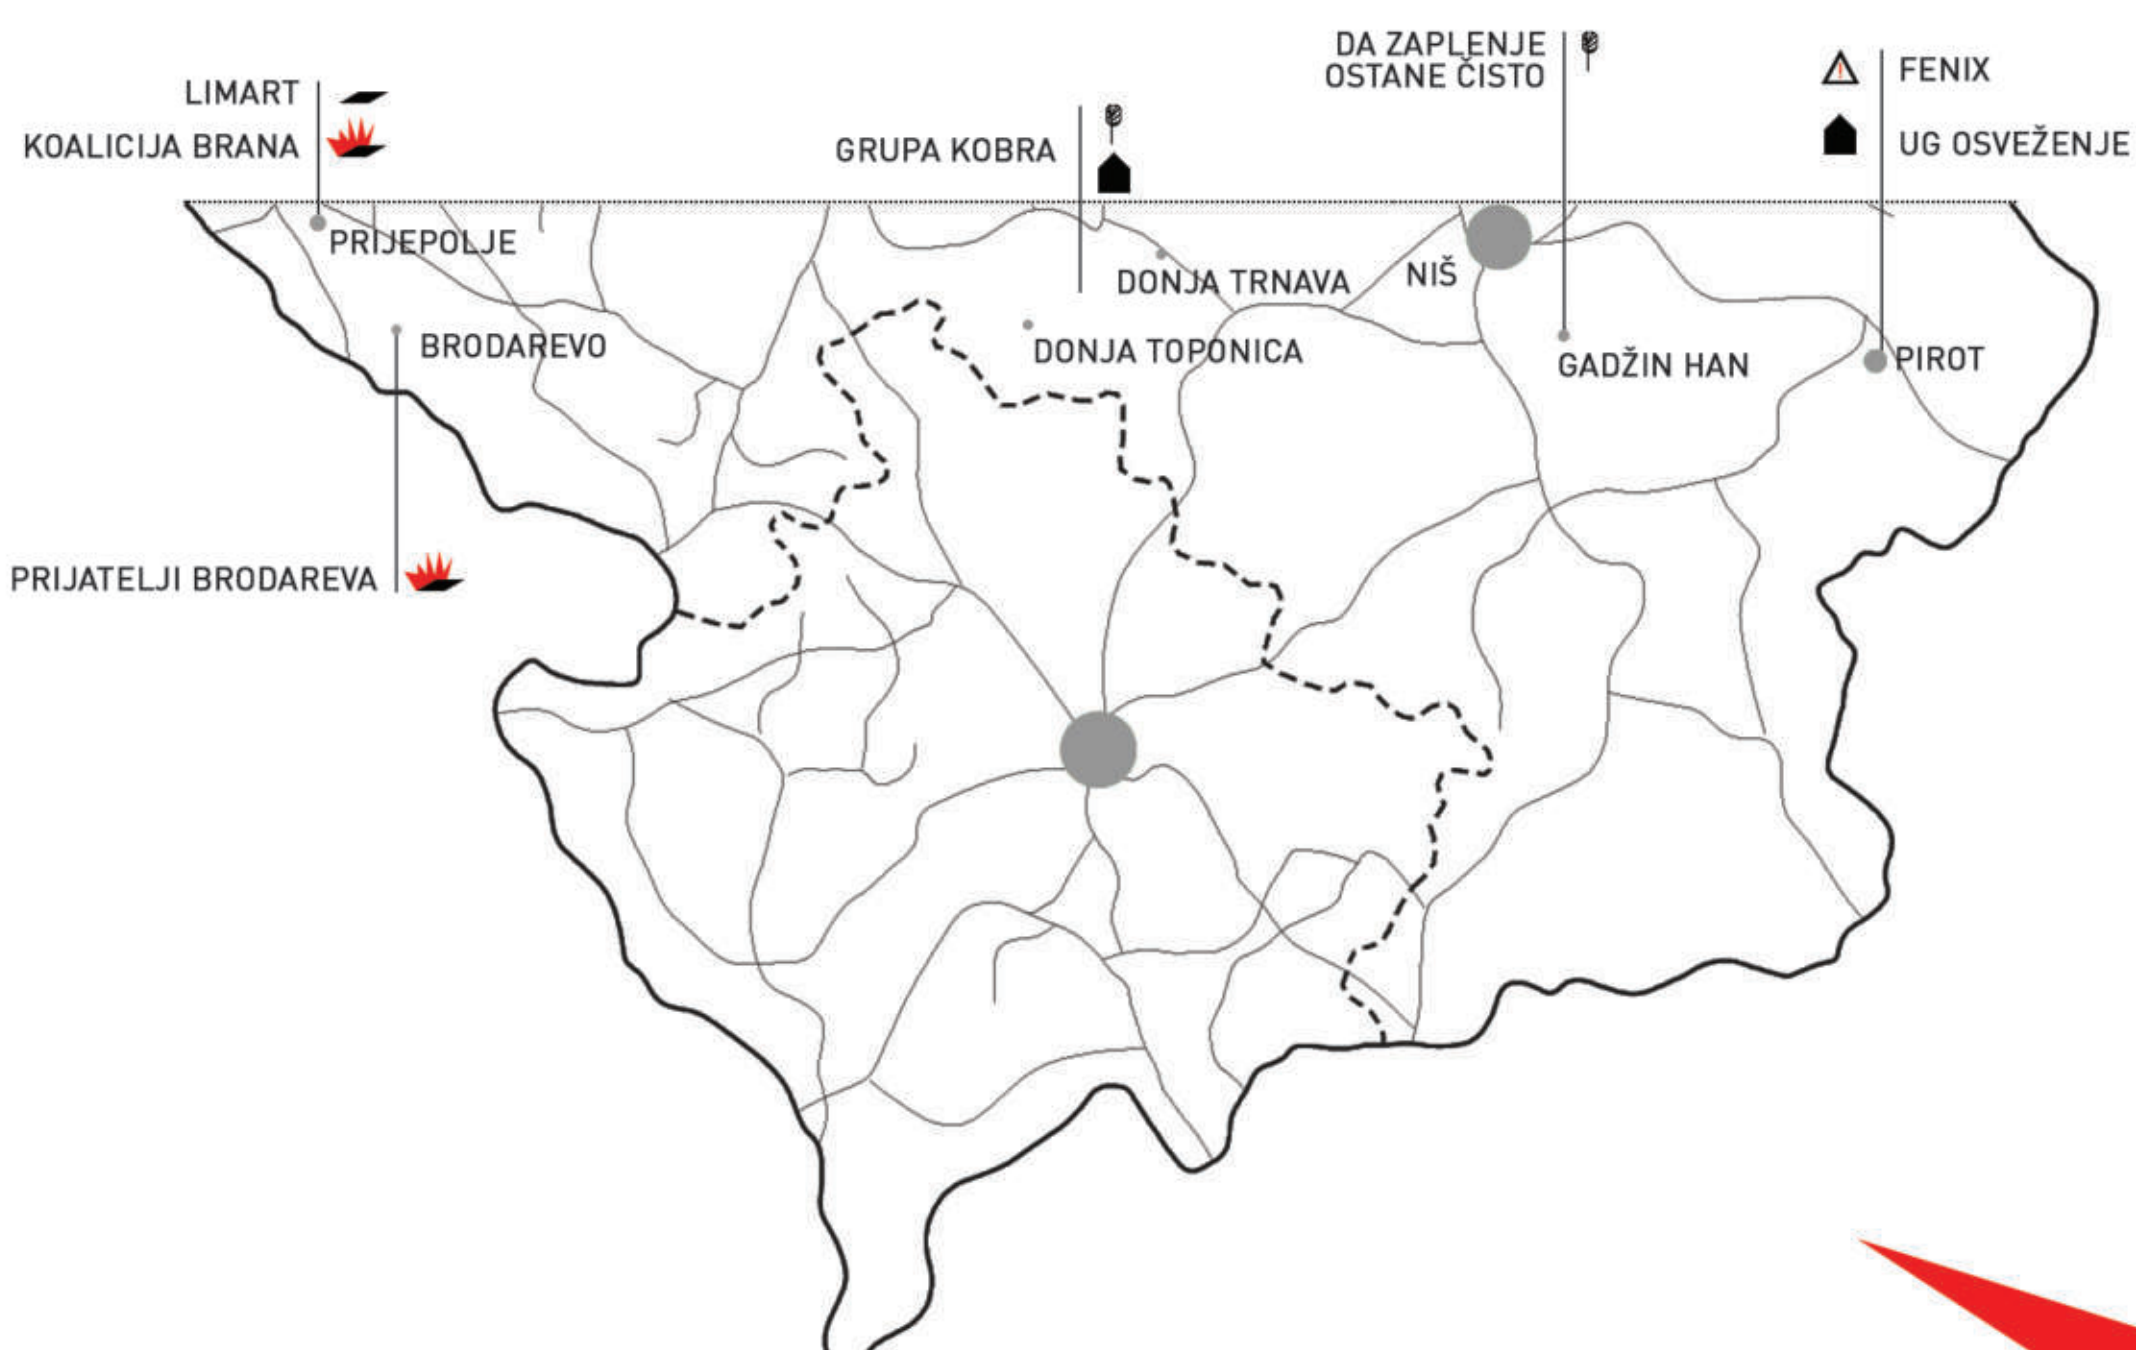 DA ZAPLENJE
OSTANE ČISTO
FENIX
LIMART
KOALICIJA BRANA
GRUPA KOBRA
UG OSVEŽENJE
PRIJEPOLJE
DONJA TRNAVA
NIŠ
BRODAREVO
DONJA TOPONICA
GADŽIN HAN
PIROT
PRIJATELJI BRODAREVA